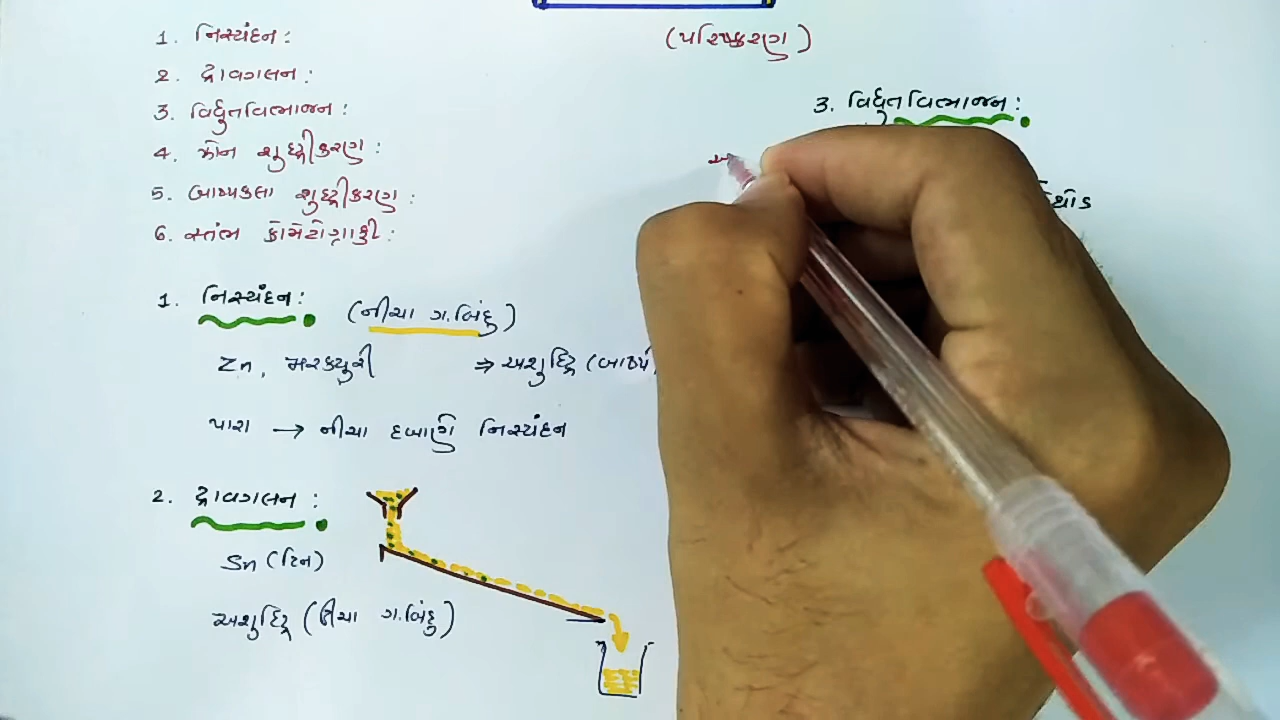 1. નિસ્યંદન :
2. દ્રાવગલન :
3. વિદ્યુતવિભાજન :
4. ઝોન શુદ્ધીકરણ :
5. બાષ્પકલા શુદ્ધીકરણ :
6. સ્તંભ ક્રોમેટોગ્રાફી :
1. નિસ્યંદન : (નીચા ગ.બિંદુ)
Zn, મરક્યુરી ⇒ અશુદ્ધિ (બાષ્પ
પારા → નીચા દબાણે નિસ્યંદન
2. દ્રાવગલન :
Sn (ટિન)
અશુદ્ધિ (ઊંચા ગ.બિંદુ)
(પરિષ્કરણ)
3. વિદ્યુતવિભાજન :